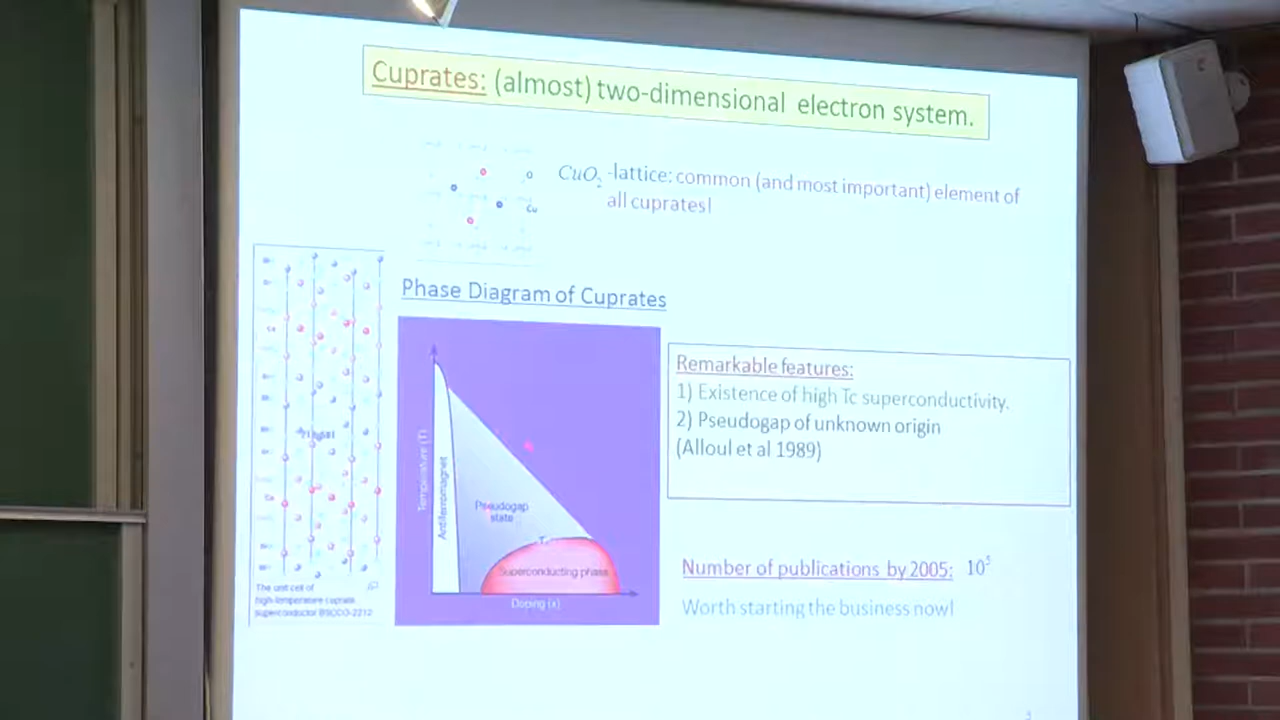 Cuprates: (almost) two-dimensional electron system.
CuO₂ -lattice: common (and most important) element of
all cuprates!
Cu
Phase Diagram of Cuprates
Remarkable features:
1) Existence of high Tc superconductivity.
2) Pseudogap of unknown origin
(Alloul et al 1989)
Temperature (T)
Antiferromagnet
Pseudogap
state
Superconducting phase
Doping (x)
The unit cell of
high-temperature cuprate
superconductor BSCCO-2212
Number of publications by 2005: 10⁵
Worth starting the business now!
3